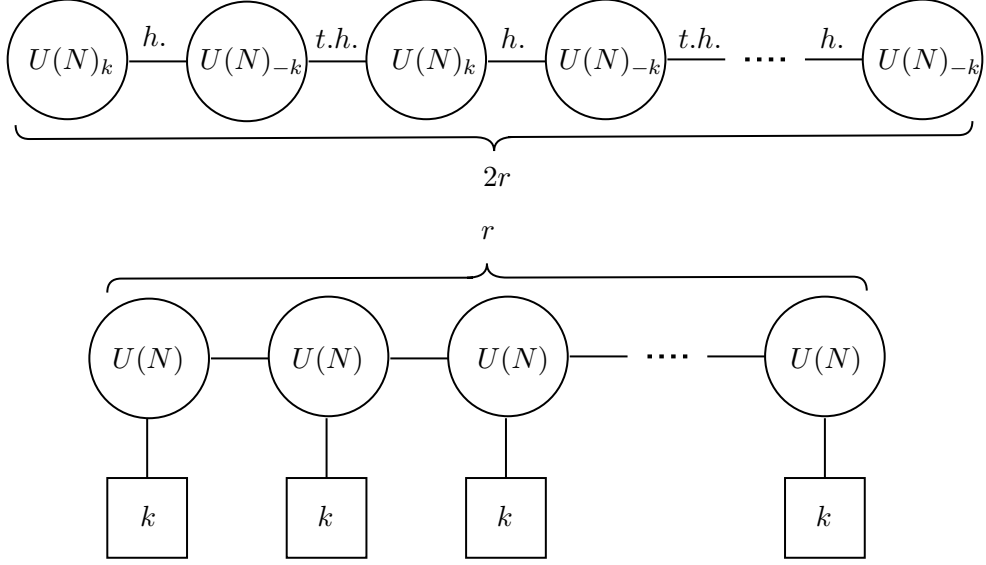 U(N)_k h. U(N)_{-k} t.h. U(N)_k h. U(N)_{-k} t.h. .... h. U(N)_{-k}
2r
r
U(N) U(N) U(N) .... U(N)
k k k k